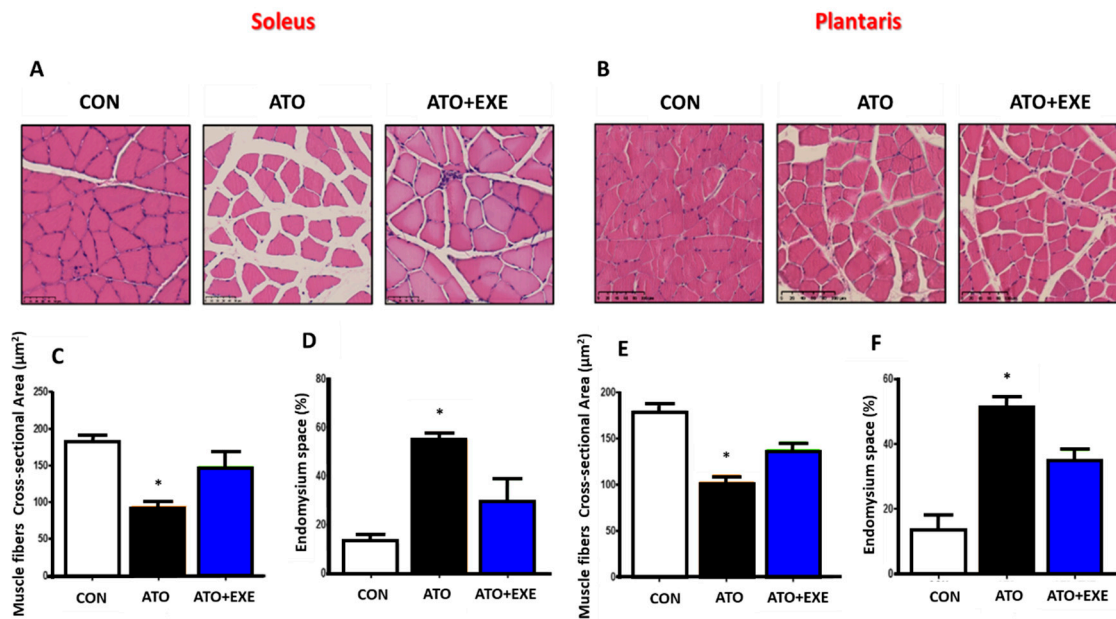 Soleus
Plantaris
A
B
CON
ATO
ATO+EXE
CON
ATO
ATO+EXE
C
D
E
F
Muscle fibers Cross-sectional Area (µm²)
250
200
150
100
50
0
*
CON
ATO
ATO+EXE
Endomysium space (%)
80
60
40
20
0
*
CON
ATO
ATO+EXE
Muscle fibers Cross-sectional Area (µm²)
200
150
100
50
0
*
CON
ATO
ATO+EXE
Endomysium space (%)
60
40
20
0
*
CON
ATO
ATO+EXE